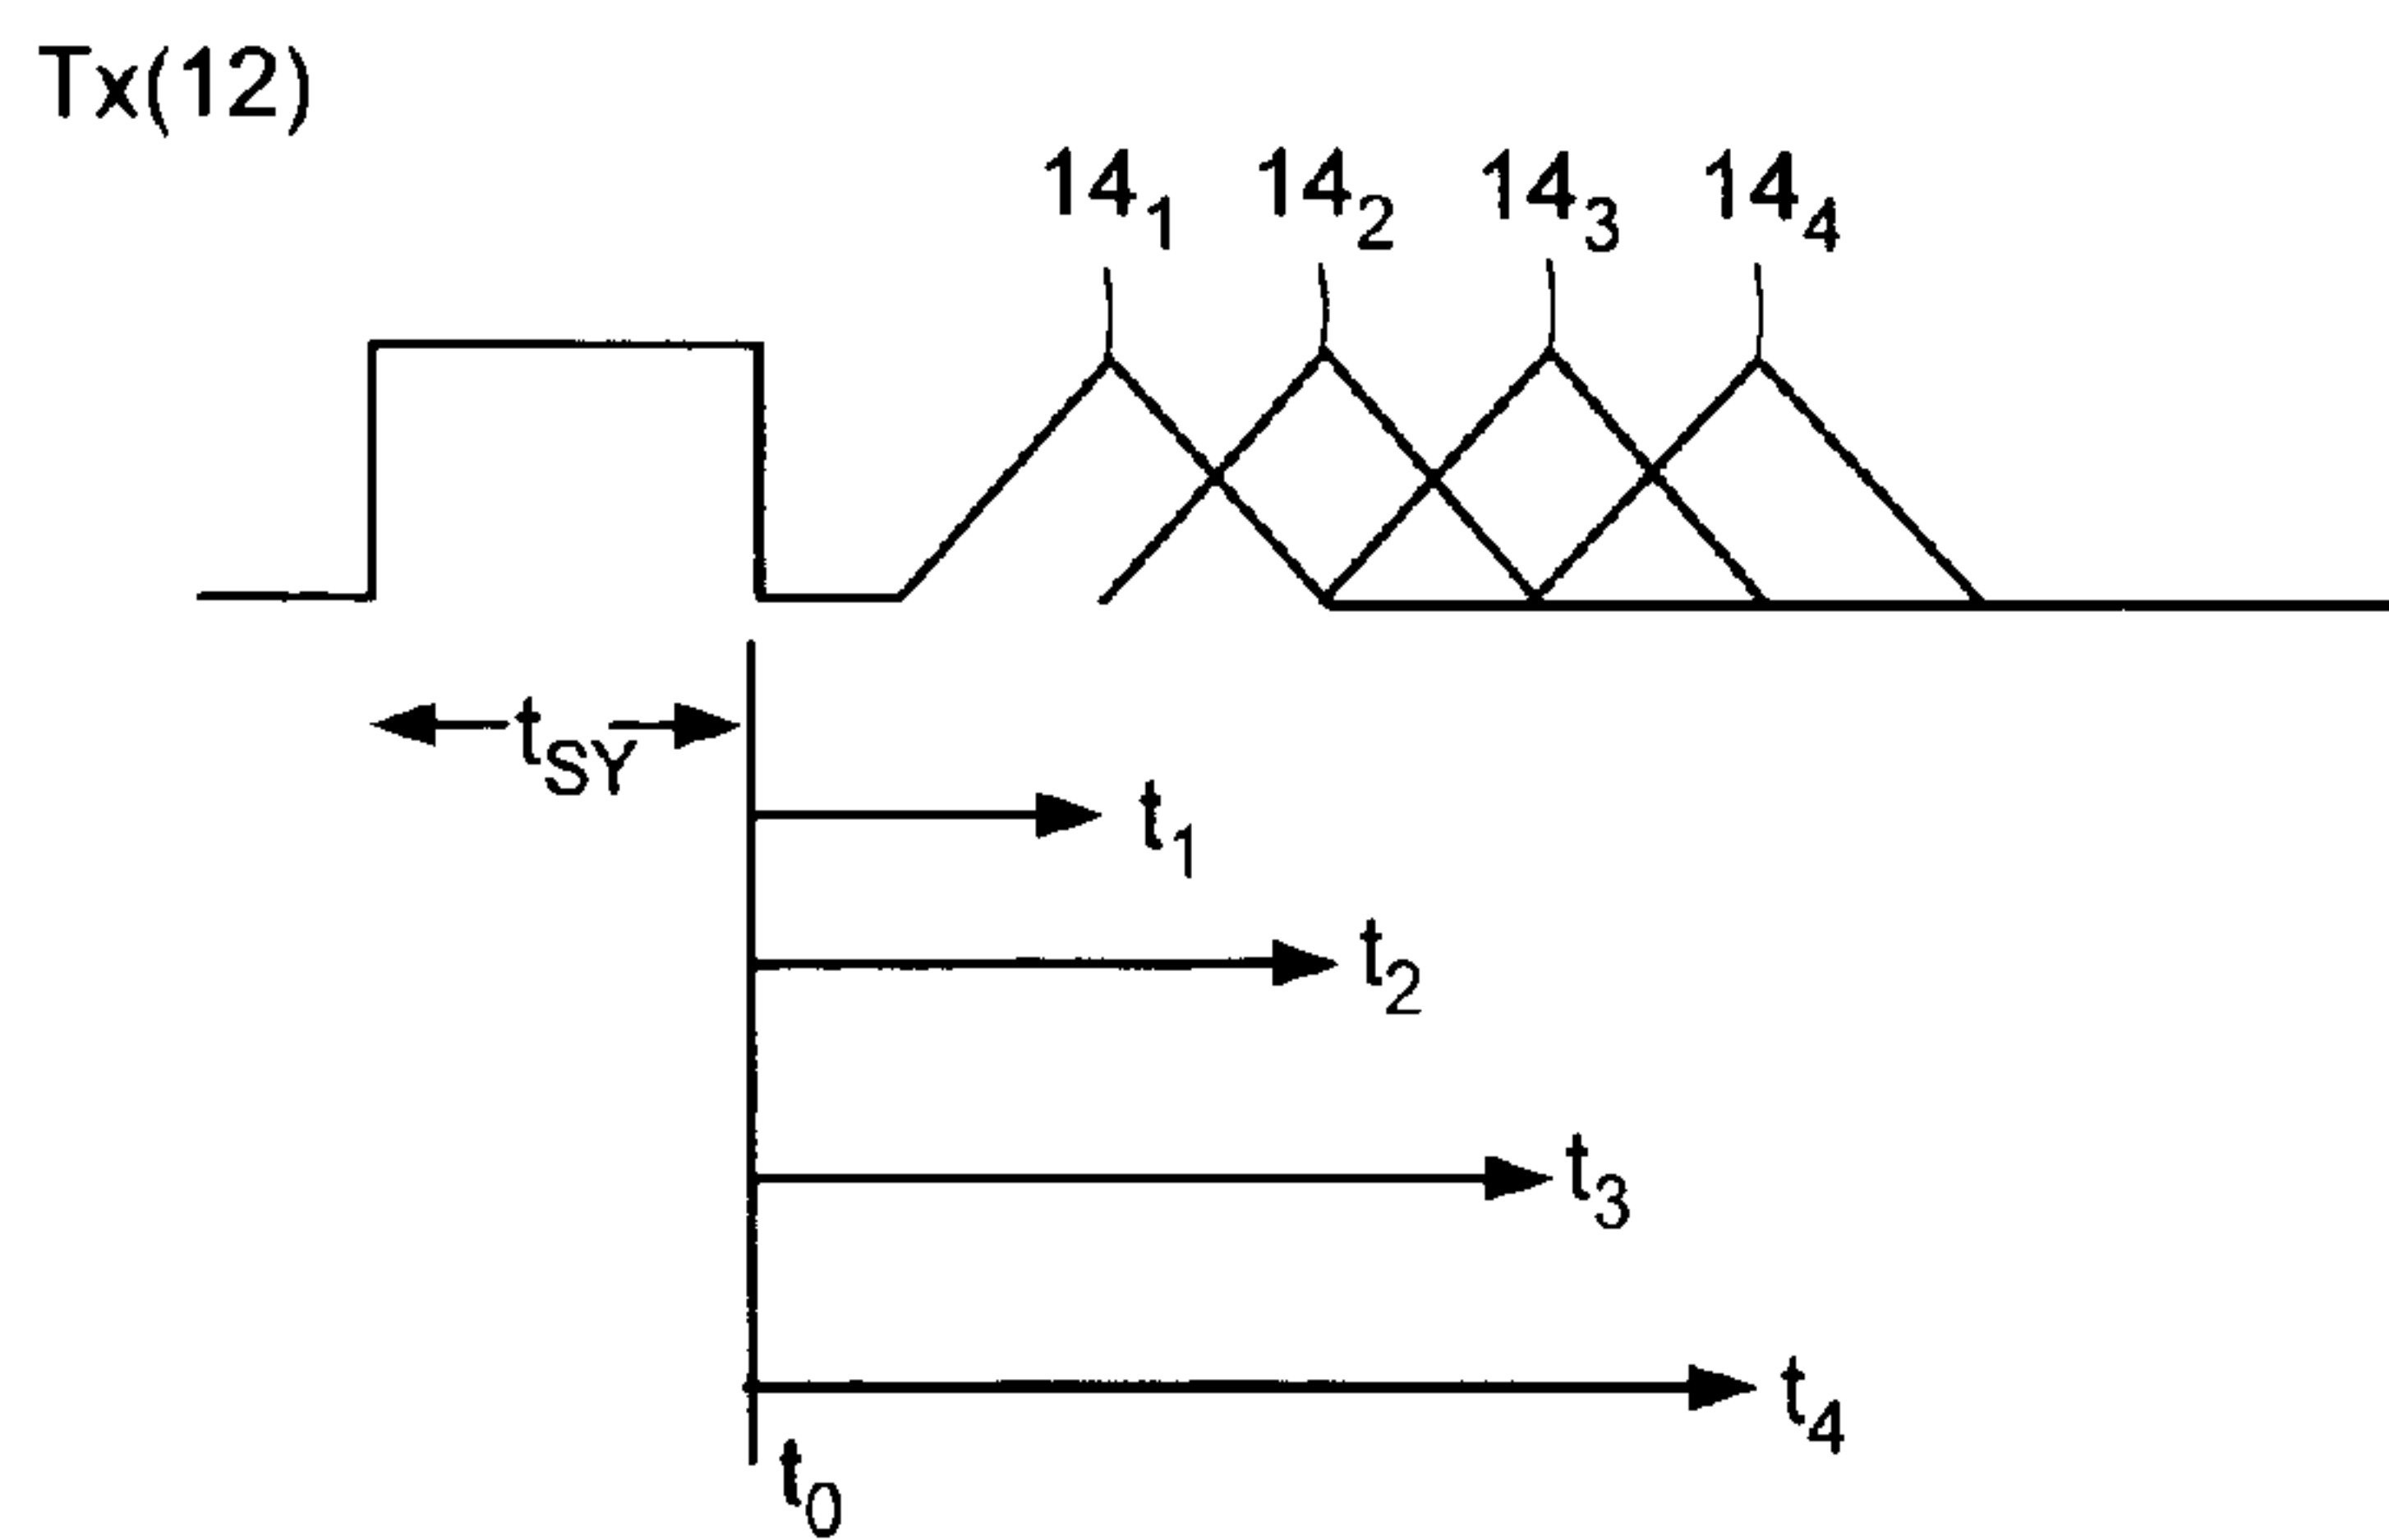 Tx(12)
14₁ 14₂ 14₃ 14₄
t_SY
t₁
t₂
t₃
t₄
t₀